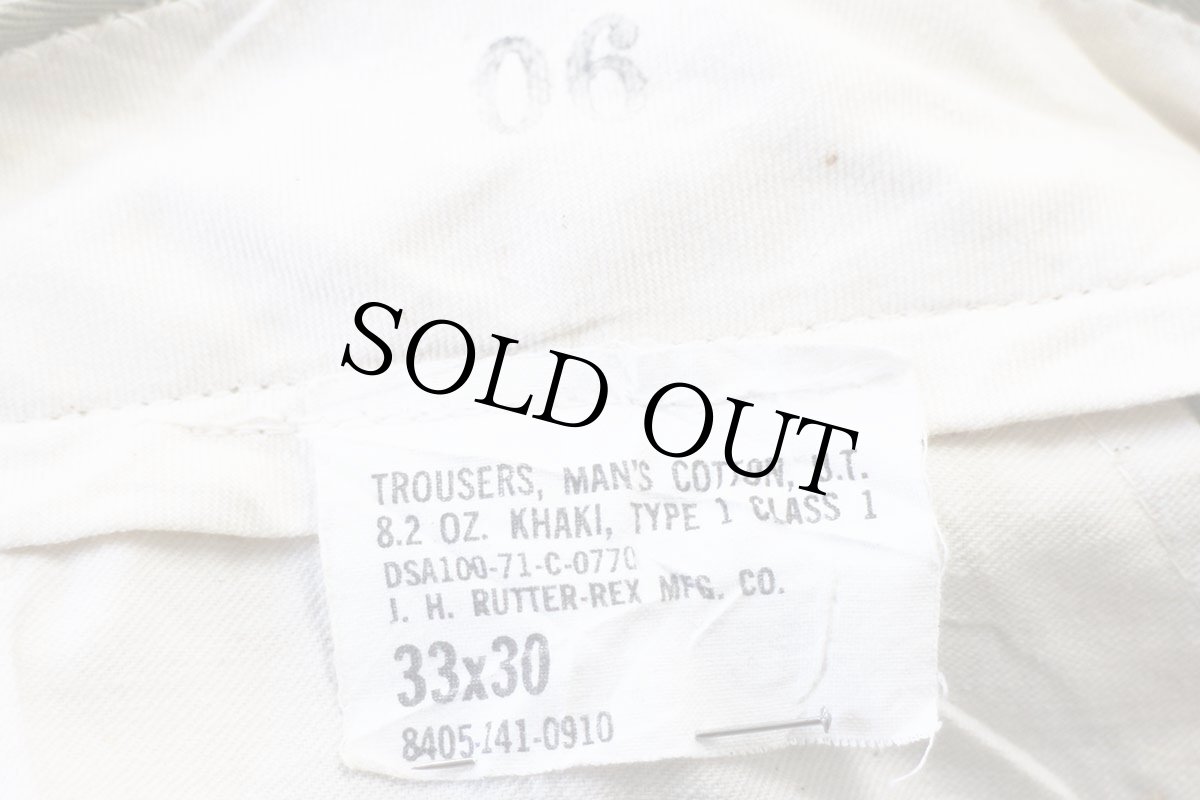 06
SOLD OUT
TROUSERS, MAN'S COTTON, U.T.
8.2 OZ. KHAKI, TYPE 1 CLASS 1
DSA100-71-C-0770
J. H. RUTTER-REX MFG. CO.
33x30
8405-141-0910